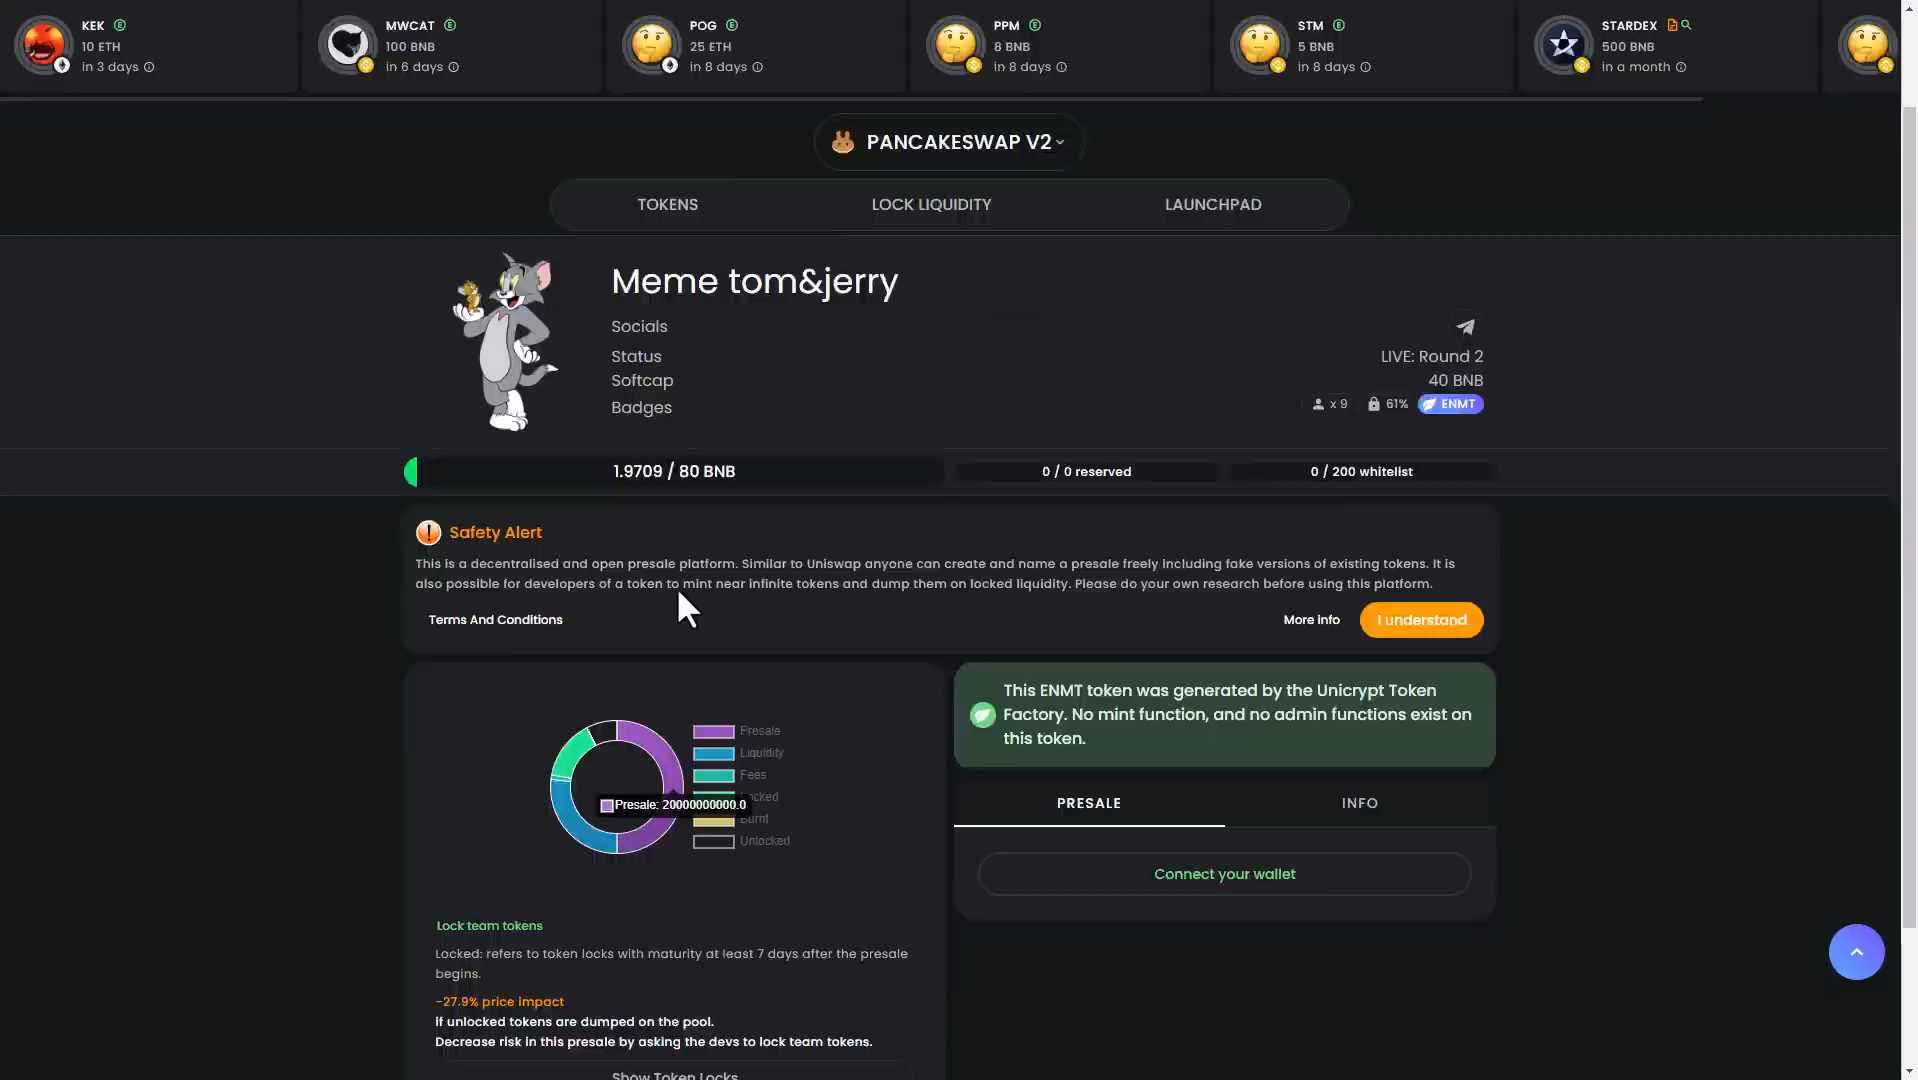 KEK
10 ETH
in 3 days
MWCAT
100 BNB
in 6 days
POG
25 ETH
in 8 days
PPM
8 BNB
in 8 days
STM
5 BNB
in 8 days
STARDEX
500 BNB
in a month
PANCAKESWAP V2
TOKENS
LOCK LIQUIDITY
LAUNCHPAD
Meme tom&jerry
Socials
Status
LIVE: Round 2
Softcap
40 BNB
Badges
x 9
61%
ENMT
1.9709 / 80 BNB
0 / 0 reserved
0 / 200 whitelist
Safety Alert
This is a decentralised and open presale platform. Similar to Uniswap anyone can create and name a presale freely including fake versions of existing tokens. It is
also possible for developers of a token to mint near infinite tokens and dump them on locked liquidity. Please do your own research before using this platform.
Terms And Conditions
More info
I understand
Presale
Liquidity
Fees
Presale: 20000000000.0
Burnt
Unlocked
Lock team tokens
Locked: refers to token locks with maturity at least 7 days after the presale
begins.
-27.9% price impact
if unlocked tokens are dumped on the pool.
Decrease risk in this presale by asking the devs to lock team tokens.
Show Token Locks
This ENMT token was generated by the Unicrypt Token
Factory. No mint function, and no admin functions exist on
this token.
PRESALE
INFO
Connect your wallet